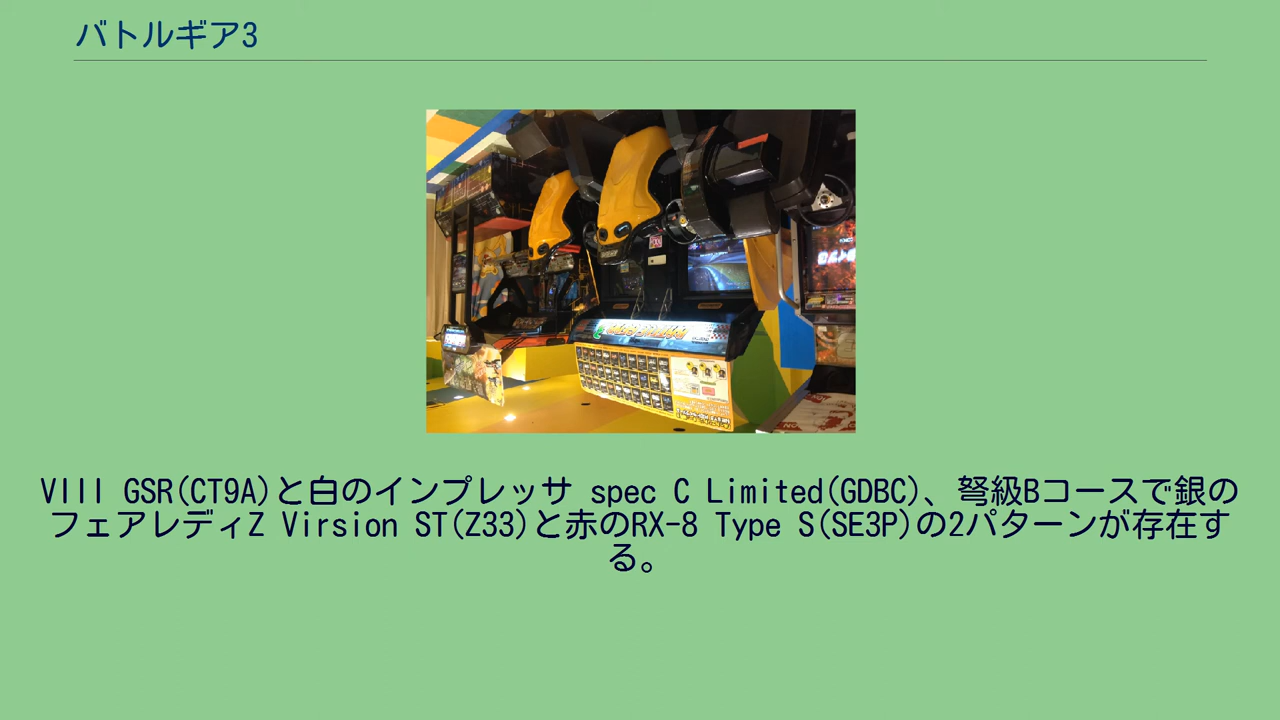 バトルギア3
VIII GSR(CT9A)と白のインプレッサ spec C Limited(GDBC)、弩級Bコースで銀の
フェアレディZ Virsion ST(Z33)と赤のRX-8 Type S(SE3P)の2パターンが存在す
る。